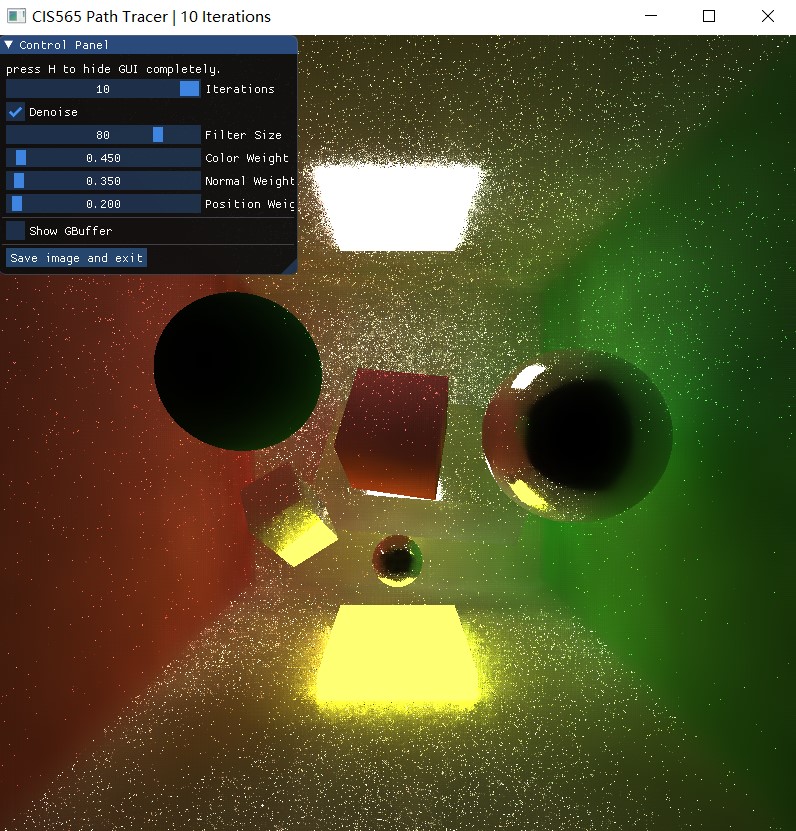 CIS565 Path Tracer | 10 Iterations
Control Panel
press H to hide GUI completely.
10 Iterations
Denoise
80 Filter Size
0.450 Color Weight
0.350 Normal Weight
0.200 Position Weig
Show GBuffer
Save image and exit